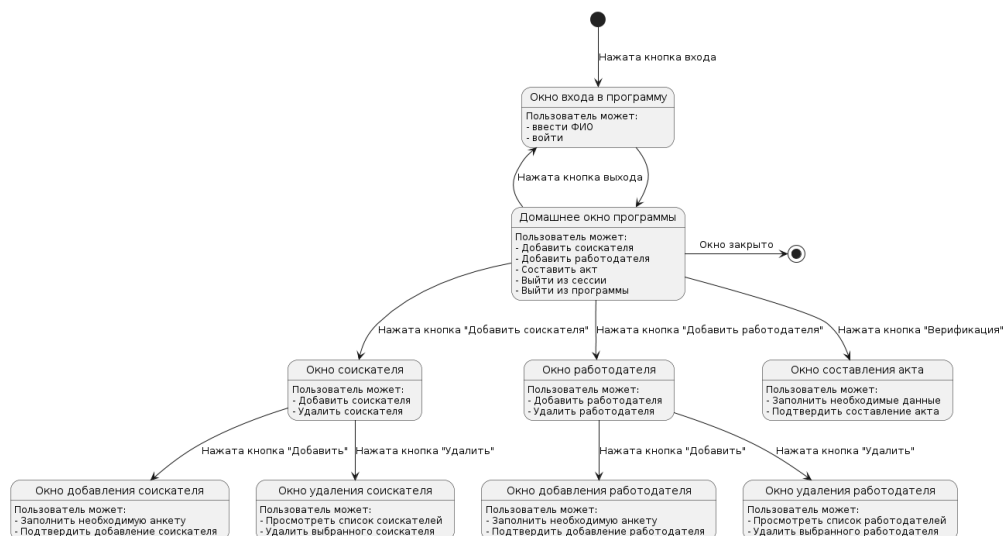 Нажата кнопка входа
Окно входа в программу
Пользователь может:
- ввести ФИО
- войти
Нажата кнопка выхода
Домашнее окно программы
Пользователь может:
- Добавить соискателя
- Добавить работодателя
- Составить акт
- Выйти из сессии
- Выйти из программы
Окно закрыто
Нажата кнопка "Добавить соискателя"
Нажата кнопка "Добавить работодателя"
Нажата кнопка "Верификация"
Окно соискателя
Пользователь может:
- Добавить соискателя
- Удалить соискателя
Окно работодателя
Пользователь может:
- Добавить работодателя
- Удалить работодателя
Окно составления акта
Пользователь может:
- Заполнить необходимые данные
- Подтвердить составление акта
Нажата кнопка "Добавить"
Нажата кнопка "Удалить"
Нажата кнопка "Добавить"
Нажата кнопка "Удалить"
Окно добавления соискателя
Пользователь может:
- Заполнить необходимую анкету
- Подтвердить добавление соискателя
Окно удаления соискателя
Пользователь может:
- Просмотреть список соискателей
- Удалить выбранного соискателя
Окно добавления работодателя
Пользователь может:
- Заполнить необходимую анкету
- Подтвердить добавление работодателя
Окно удаления работодателя
Пользователь может:
- Просмотреть список работодателей
- Удалить выбранного работодателя